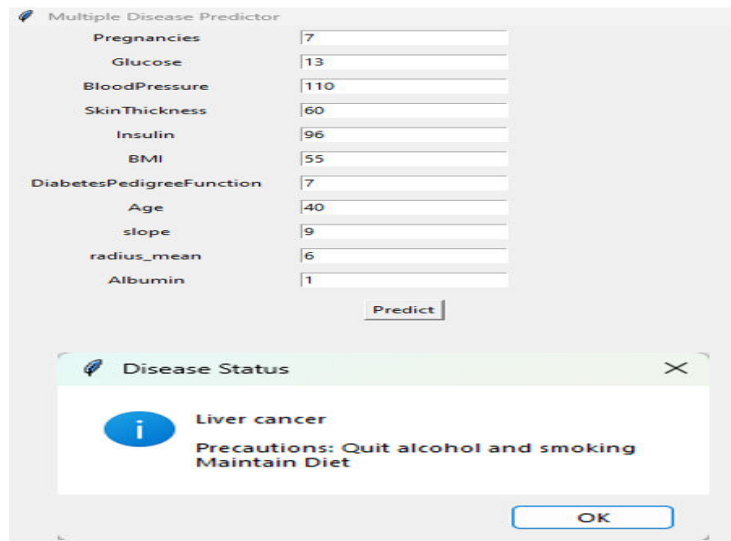 Multiple Disease Predictor
Pregnancies 7
Glucose 13
BloodPressure 110
SkinThickness 60
Insulin 96
BMI 55
DiabetesPedigreeFunction 7
Age 40
slope 9
radius_mean 6
Albumin 1
Predict
Disease Status
Liver cancer
Precautions: Quit alcohol and smoking
Maintain Diet
OK